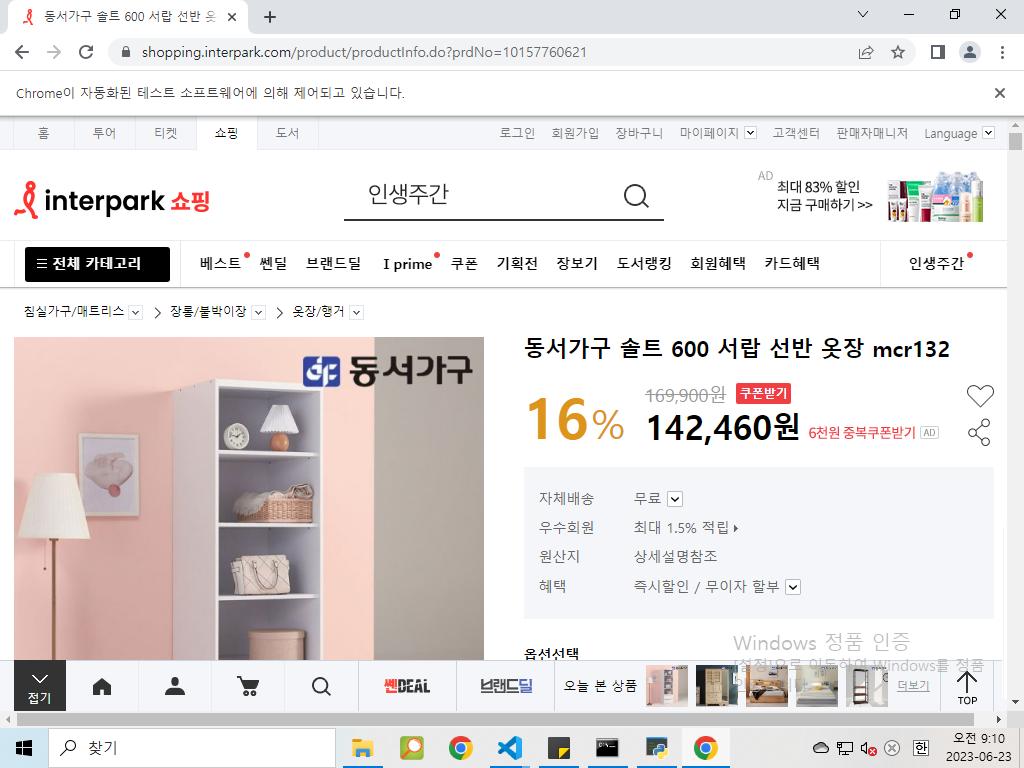 동서가구 솔트 600 서랍 선반 옷
shopping.interpark.com/product/productInfo.do?prdNo=10157760621
Chrome이 자동화된 테스트 소프트웨어에 의해 제어되고 있습니다.
홈 투어 티켓 쇼핑 도서 로그인 회원가입 장바구니 마이페이지 고객센터 판매자매니저 Language
interpark 쇼핑
인생주간
AD
최대 83% 할인
지금 구매하기 >>
전체 카테고리 베스트 쎈딜 브랜드딜 I prime 쿠폰 기획전 장보기 도서랭킹 회원혜택 카드혜택 인생주간
침실가구/매트리스 장롱/붙박이장 옷장/행거
동서가구
동서가구 솔트 600 서랍 선반 옷장 mcr132
16%
169,900원 쿠폰받기
142,460원 6천원 중복쿠폰받기 AD
자체배송 무료
우수회원 최대 1.5% 적립
원산지 상세설명참조
혜택 즉시할인 / 무이자 할부
옵션선택
Windows 정품 인증
[설정]으로 이동하여 Windows를 정품
접기
쎈DEAL
브랜드딜
오늘 본 상품
더보기
TOP
찾기
한
오전 9:10
2023-06-23